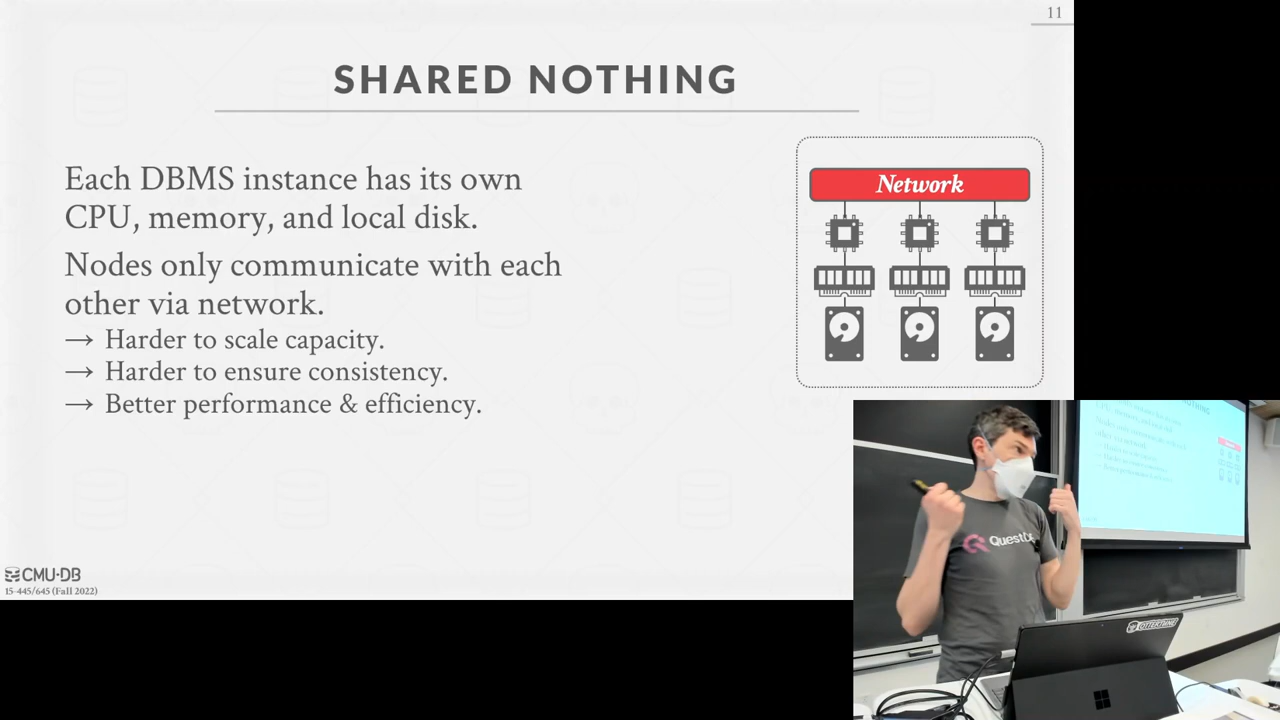 11
SHARED NOTHING
Each DBMS instance has its own
CPU, memory, and local disk.
Nodes only communicate with each
other via network.
→ Harder to scale capacity.
→ Harder to ensure consistency.
→ Better performance & efficiency.
Network
CMU·DB
15-445/645 (Fall 2022)